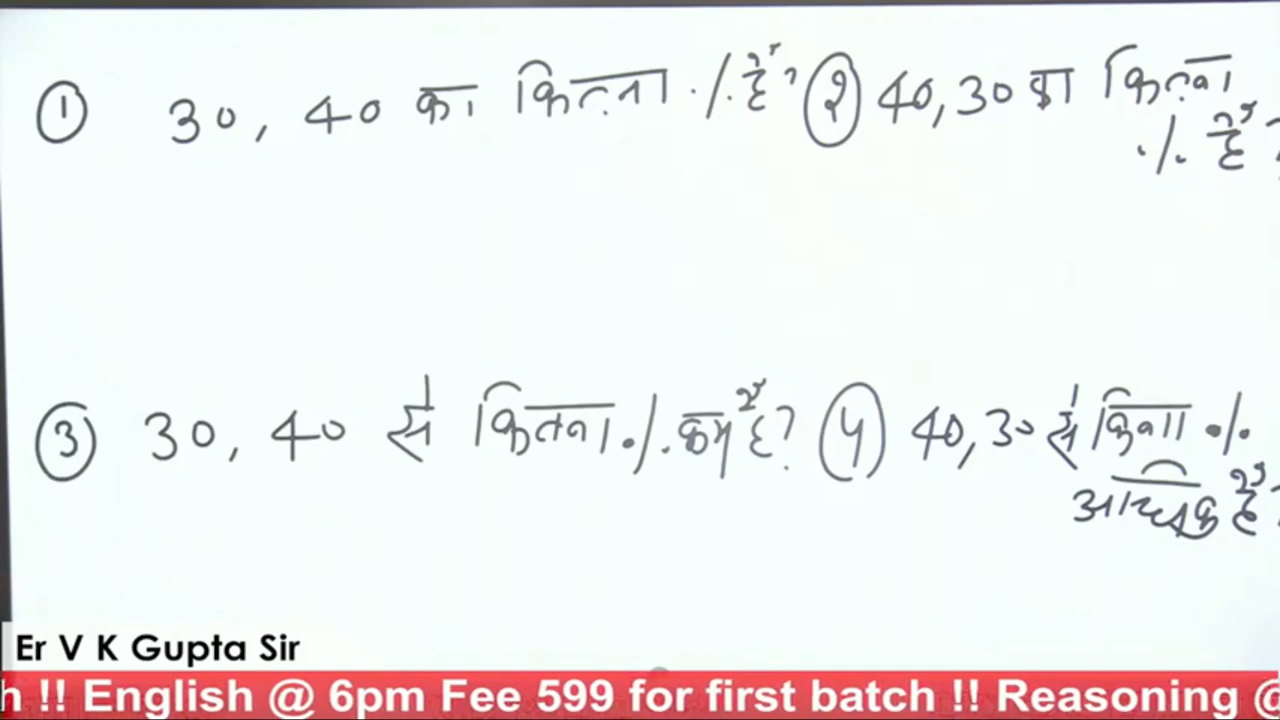 ① 30, 40 का कितना % है?
② 40, 30 का कितना % है?
③ 30, 40 से कितना % कम है?
④ 40, 30 से कितना % अधिक है?
Er V K Gupta Sir
h !! English @ 6pm Fee 599 for first batch !! Reasoning @